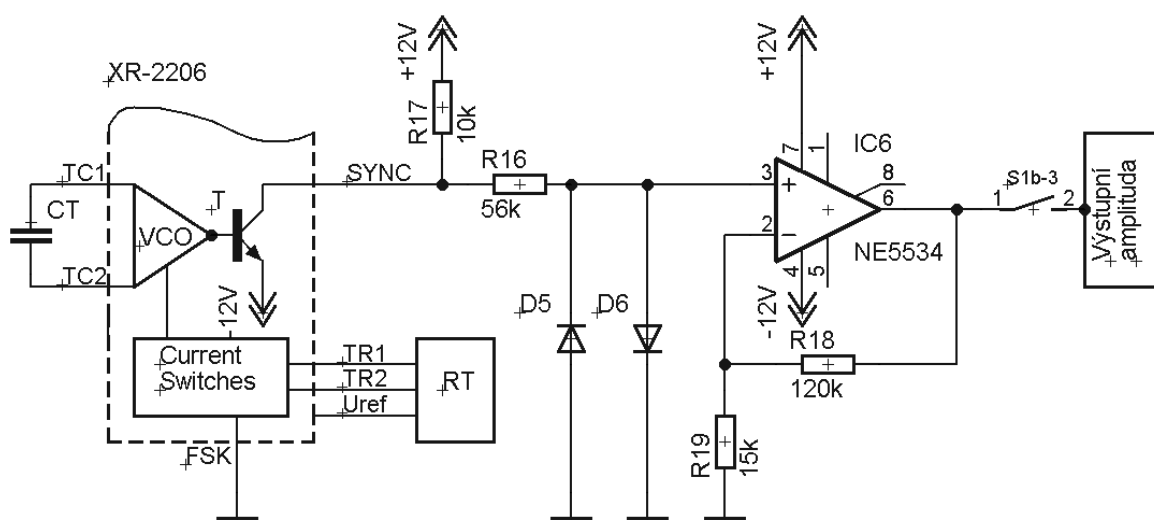 XR-2206
+12V
+12V
R17
10k
IC6
7
1
8
TC1
SYNC
R16
56k
3
+
6
S1b-3
1
2
CT
T
VCO
2
−
NE5534
Výstupní
amplituda
TC2
-12V
4
5
D5
D6
-12V
R18
120k
Current
Switches
TR1
TR2
Uref
RT
FSK
R19
15k